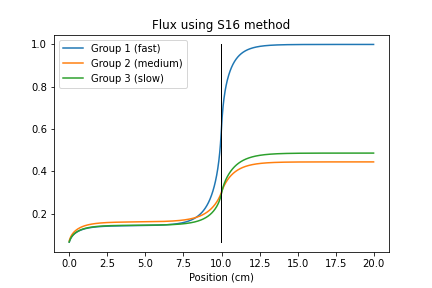 Flux using S16 method
Group 1 (fast)
Group 2 (medium)
Group 3 (slow)
1.0
0.8
0.6
0.4
0.2
0.0 2.5 5.0 7.5 10.0 12.5 15.0 17.5 20.0
Position (cm)